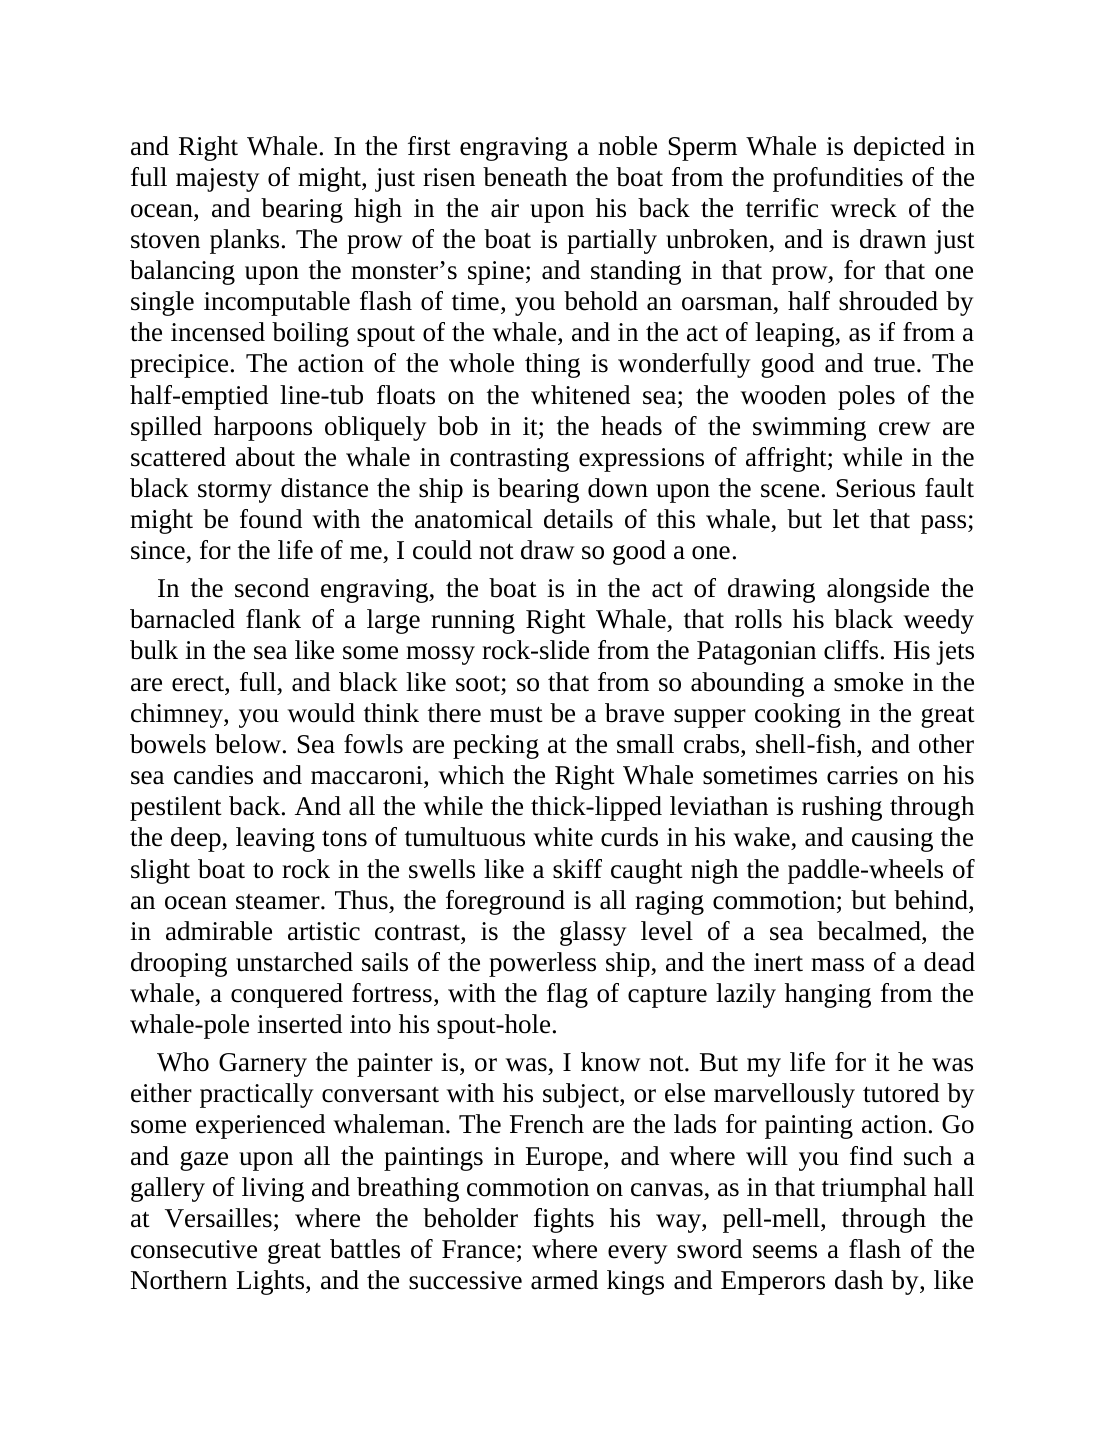 and Right Whale. In the first engraving a noble Sperm Whale is depicted in
full majesty of might, just risen beneath the boat from the profundities of the
ocean, and bearing high in the air upon his back the terrific wreck of the
stoven planks. The prow of the boat is partially unbroken, and is drawn just
balancing upon the monster’s spine; and standing in that prow, for that one
single incomputable flash of time, you behold an oarsman, half shrouded by
the incensed boiling spout of the whale, and in the act of leaping, as if from a
precipice. The action of the whole thing is wonderfully good and true. The
half-emptied line-tub floats on the whitened sea; the wooden poles of the
spilled harpoons obliquely bob in it; the heads of the swimming crew are
scattered about the whale in contrasting expressions of affright; while in the
black stormy distance the ship is bearing down upon the scene. Serious fault
might be found with the anatomical details of this whale, but let that pass;
since, for the life of me, I could not draw so good a one.
In the second engraving, the boat is in the act of drawing alongside the
barnacled flank of a large running Right Whale, that rolls his black weedy
bulk in the sea like some mossy rock-slide from the Patagonian cliffs. His jets
are erect, full, and black like soot; so that from so abounding a smoke in the
chimney, you would think there must be a brave supper cooking in the great
bowels below. Sea fowls are pecking at the small crabs, shell-fish, and other
sea candies and maccaroni, which the Right Whale sometimes carries on his
pestilent back. And all the while the thick-lipped leviathan is rushing through
the deep, leaving tons of tumultuous white curds in his wake, and causing the
slight boat to rock in the swells like a skiff caught nigh the paddle-wheels of
an ocean steamer. Thus, the foreground is all raging commotion; but behind,
in admirable artistic contrast, is the glassy level of a sea becalmed, the
drooping unstarched sails of the powerless ship, and the inert mass of a dead
whale, a conquered fortress, with the flag of capture lazily hanging from the
whale-pole inserted into his spout-hole.
Who Garnery the painter is, or was, I know not. But my life for it he was
either practically conversant with his subject, or else marvellously tutored by
some experienced whaleman. The French are the lads for painting action. Go
and gaze upon all the paintings in Europe, and where will you find such a
gallery of living and breathing commotion on canvas, as in that triumphal hall
at Versailles; where the beholder fights his way, pell-mell, through the
consecutive great battles of France; where every sword seems a flash of the
Northern Lights, and the successive armed kings and Emperors dash by, like